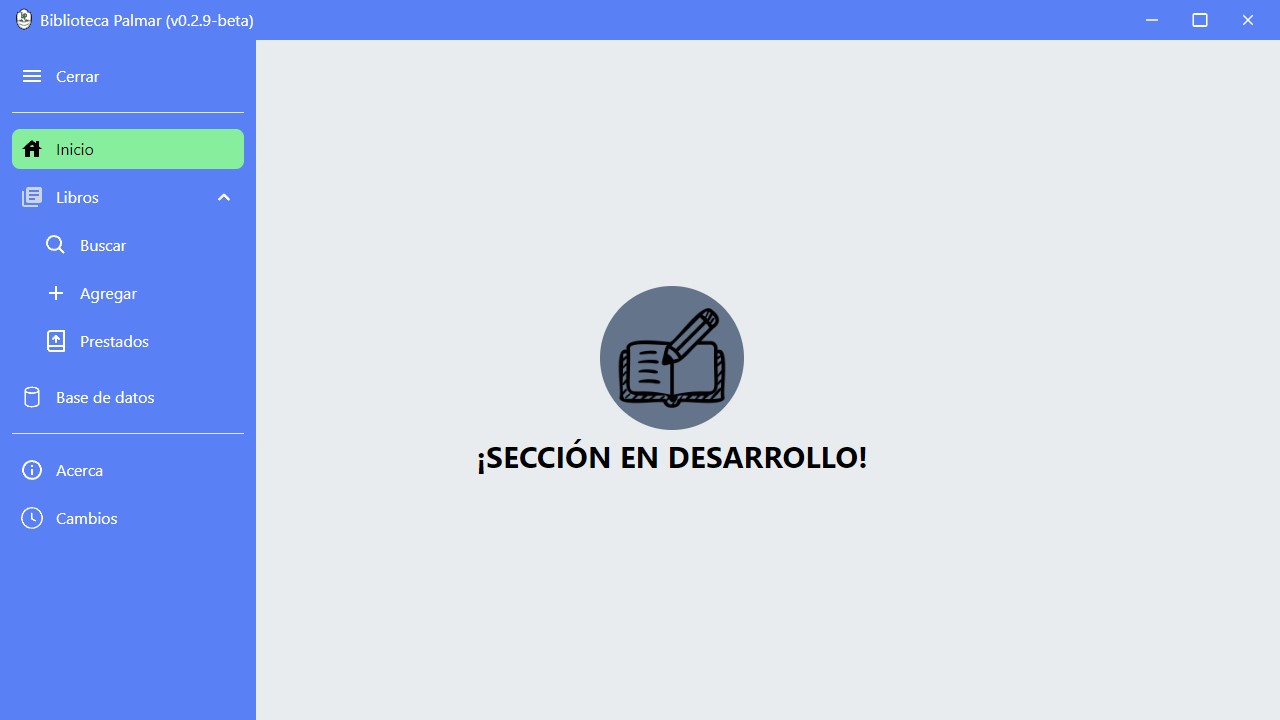 Biblioteca Palmar (v0.2.9-beta)
Cerrar
Inicio
Libros
Buscar
Agregar
Prestados
Base de datos
Acerca
Cambios
¡SECCIÓN EN DESARROLLO!